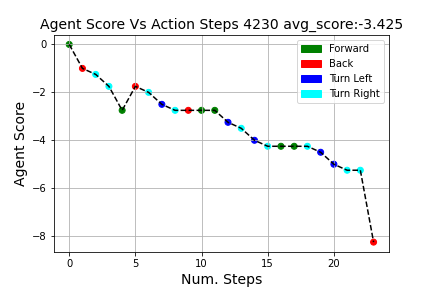 Agent Score Vs Action Steps 4230 avg_score:-3.425
Agent Score
0
−2
−4
−6
−8
Forward
Back
Turn Left
Turn Right
0 5 10 15 20
Num. Steps